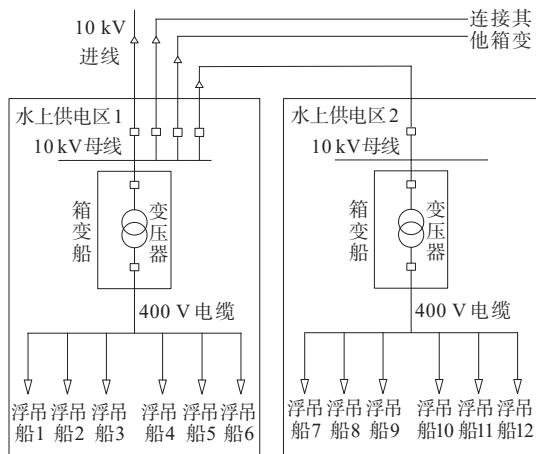 10 kV
进线
连接其
他箱变
水上供电区1
10 kV母线
箱变船
变压器
400 V电缆
浮吊船1
浮吊船2
浮吊船3
浮吊船4
浮吊船5
浮吊船6
水上供电区2
10 kV母线
箱变船
变压器
400 V电缆
浮吊船7
浮吊船8
浮吊船9
浮吊船10
浮吊船11
浮吊船12